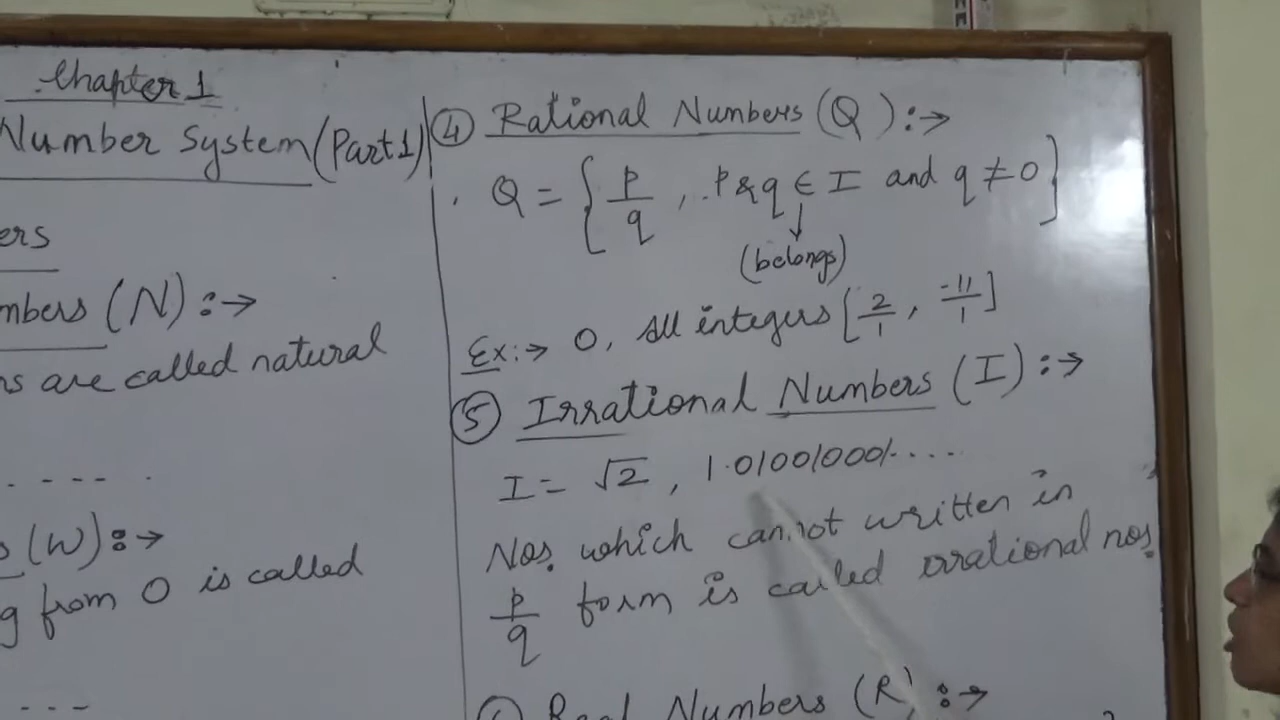 Chapter 1
Number System (Part 1)
ers
mbers (N) :→
rs are called natural
. - - - - - .
s (W) :→
g from 0 is called
- - -
④ Rational Numbers (Q) :→
Q = { p/q , p & q ∈ I and q ≠ 0 }
(belongs)
Ex :→ 0, All integers [ 2/1 , -11/1 ]
⑤ Irrational Numbers (I) :→
I = √2 , 1.010010001.....
Nos. which cannot written in
p/q form is called irrational nos.
Real Numbers (R) :→